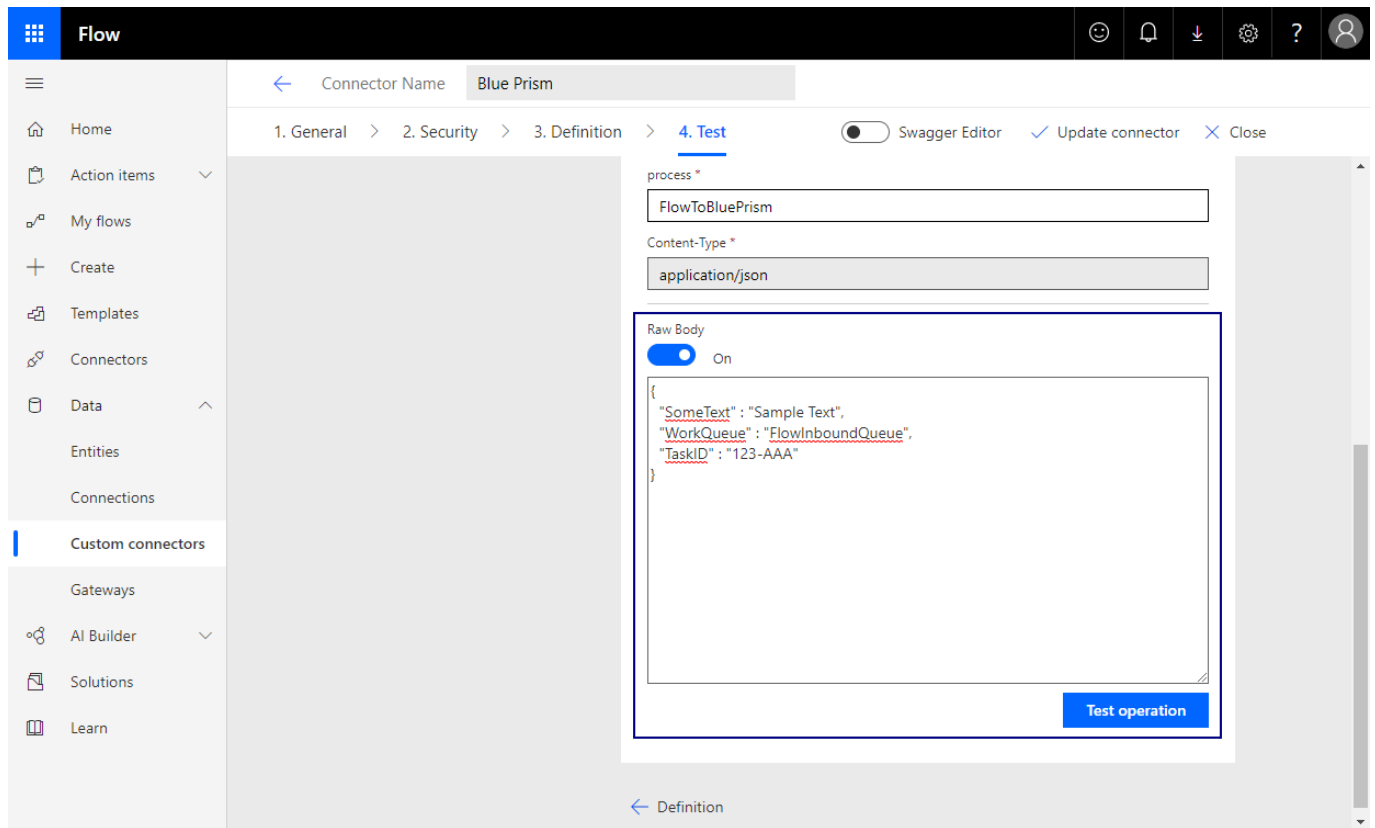 Flow
?
Connector Name Blue Prism
1. General > 2. Security > 3. Definition > 4. Test Swagger Editor Update connector Close
Home
Action items
My flows
Create
Templates
Connectors
Data
Entities
Connections
Custom connectors
Gateways
AI Builder
Solutions
Learn
process *
FlowToBluePrism
Content-Type *
application/json
Raw Body
On
{
"SomeText" : "Sample Text",
"WorkQueue" : "FlowInboundQueue",
"TaskID" : "123-AAA"
}
Test operation
Definition